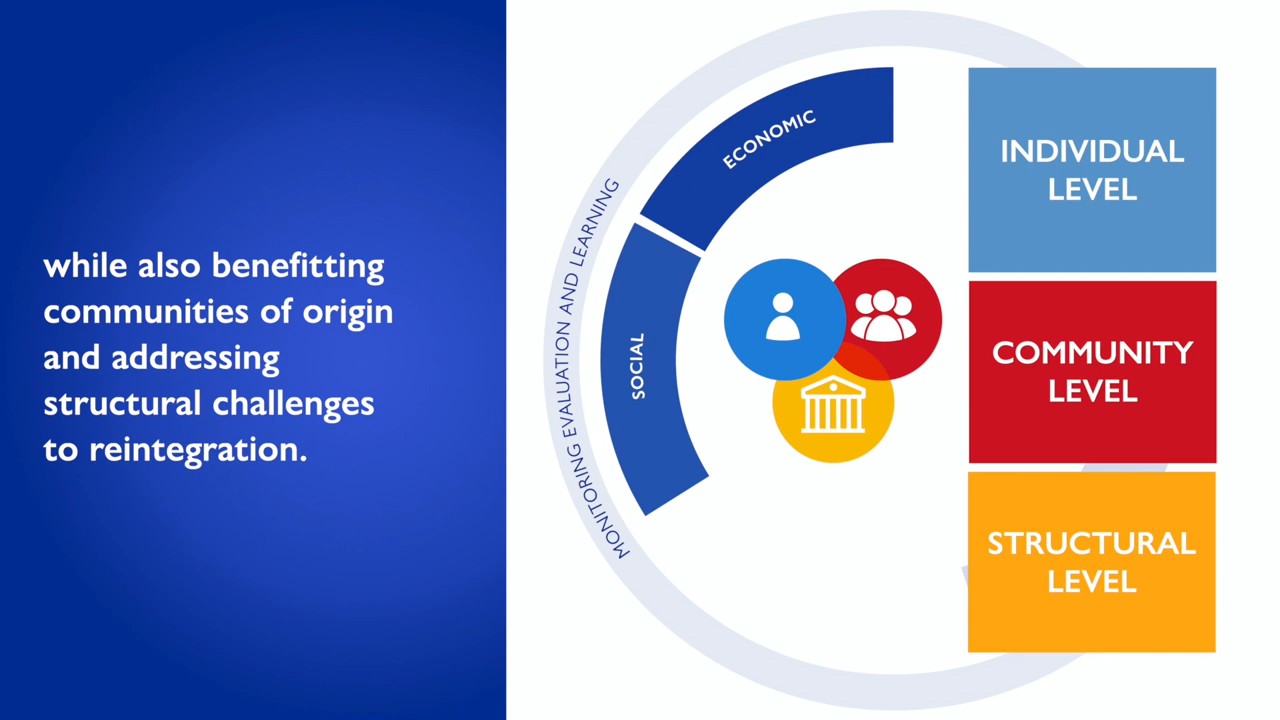 while also benefitting
communities of origin
and addressing
structural challenges
to reintegration.
MONITORING EVALUATION AND LEARNING
ECONOMIC
SOCIAL
INDIVIDUAL
LEVEL
COMMUNITY
LEVEL
STRUCTURAL
LEVEL